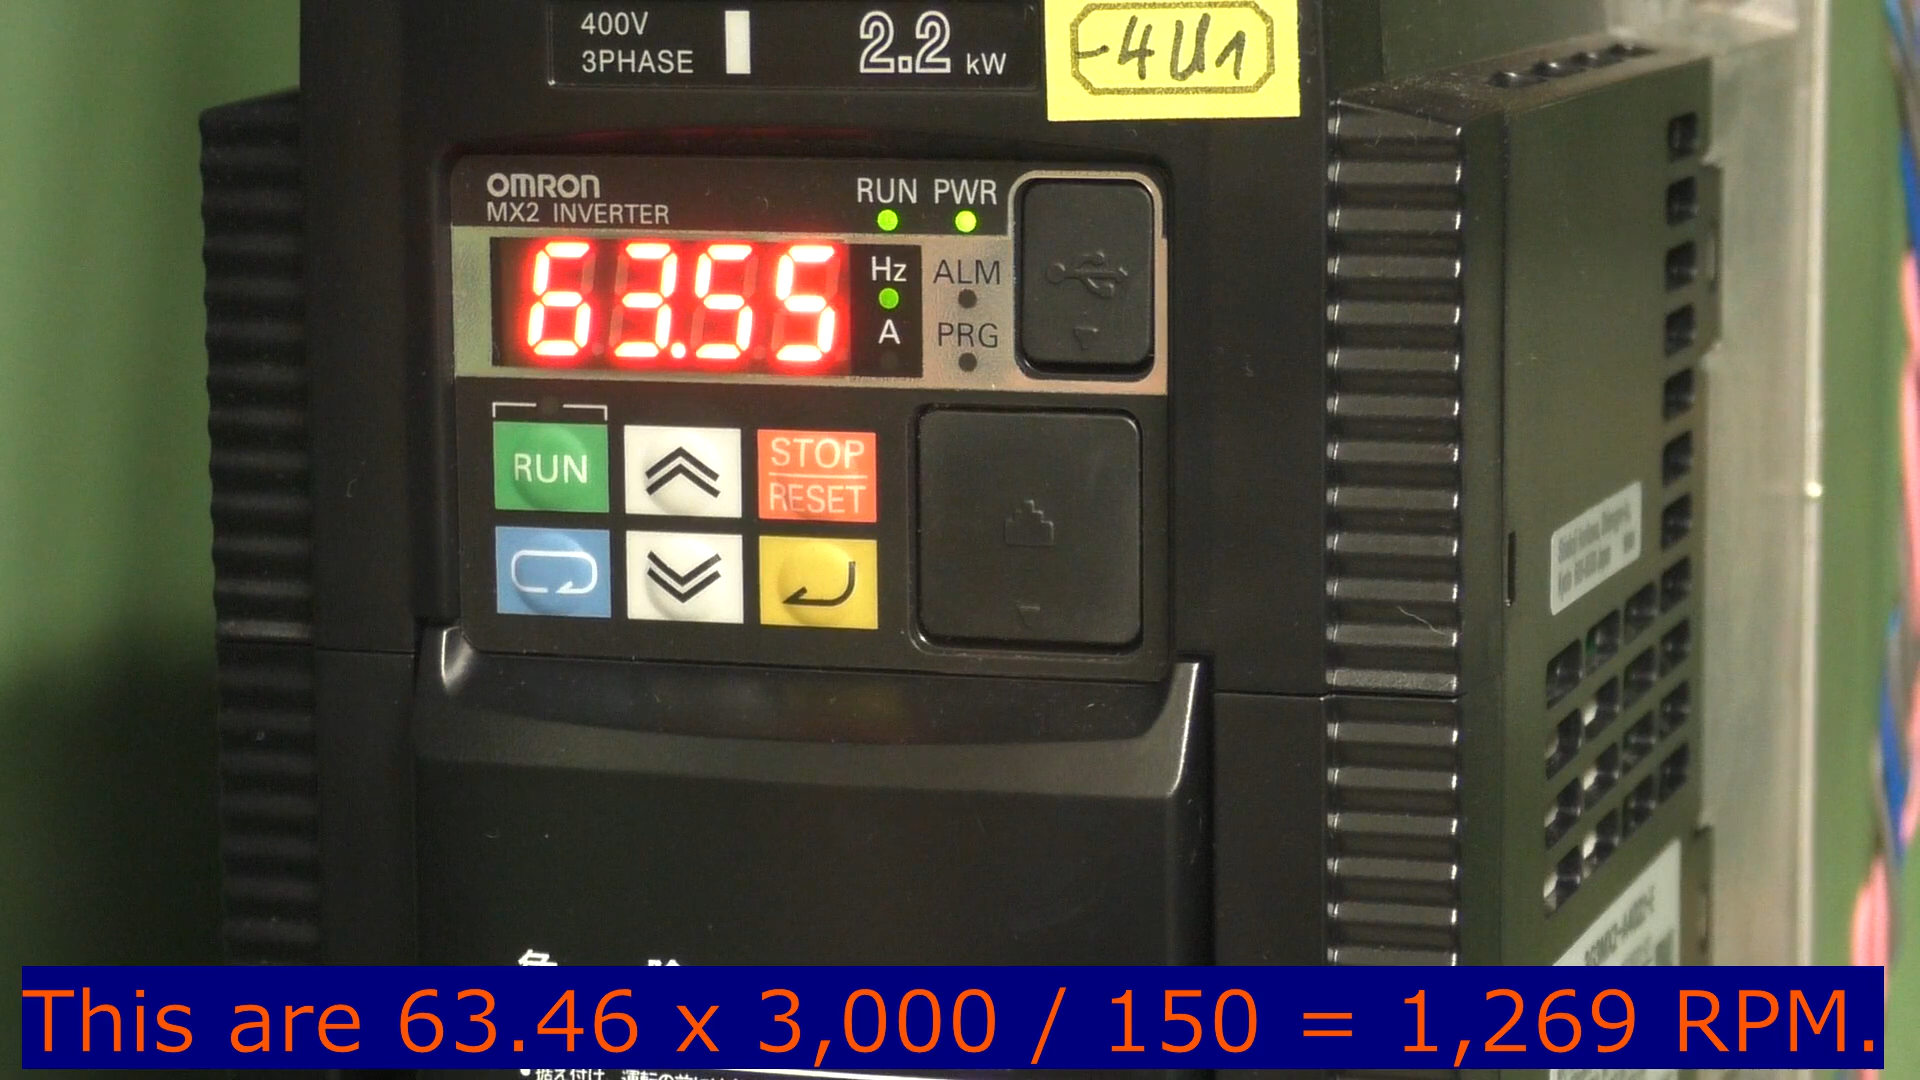 400V
3PHASE
2.2 kW
-4U1
OMRON
MX2 INVERTER
RUN PWR
63.55
Hz
A
ALM
PRG
RUN
STOP
RESET
This are 63.46 x 3,000 / 150 = 1,269 RPM.